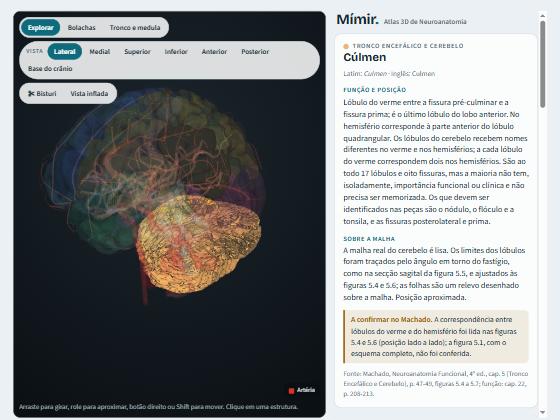 Explorar Bolachas Tronco e medula
VISTA Lateral Medial Superior Inferior Anterior Posterior
Base do crânio
Bisturi Vista inflada
Artéria
Arraste para girar, role para aproximar, botão direito ou Shift para mover. Clique em uma estrutura.
Mímir. Atlas 3D de Neuroanatomia
TRONCO ENCEFÁLICO E CEREBELO
Cúlmen
Latim: Culmen · Inglês: Culmen
FUNÇÃO E POSIÇÃO
Lóbulo do verme entre a fissura pré-culminar e a
fissura prima; é o último lóbulo do lobo anterior. No
hemisfério corresponde à parte anterior do lóbulo
quadrangular. Os lóbulos do cerebelo recebem nomes
diferentes no verme e nos hemisférios; a cada lóbulo
do verme correspondem dois nos hemisférios. São ao
todo 17 lóbulos e oito fissuras, mas a maioria não tem,
isoladamente, importância funcional ou clínica e não
precisa ser memorizada. Os que devem ser
identificados nas peças são o nódulo, o flóculo e a
tonsila, e as fissuras posterolateral e prima.
SOBRE A MALHA
A malha real do cerebelo é lisa. Os limites dos lóbulos
foram traçados pelo ângulo em torno do fastígio,
como na secção sagital da figura 5.5, e ajustados às
figuras 5.4 e 5.6; as folhas são um relevo desenhado
sobre a malha. Posição aproximada.
A confirmar no Machado. A correspondência entre
lóbulos do verme e do hemisfério foi lida nas figuras
5.4 e 5.6 (posição lado a lado); a figura 5.1, com o
esquema completo, não foi conferida.
Fonte: Machado, Neuroanatomia Funcional, 4ª ed., cap. 5 (Tronco
Encefálico e Cerebelo), p. 47-49, figuras 5.4 a 5.7; função: cap. 22,
p. 208-213.